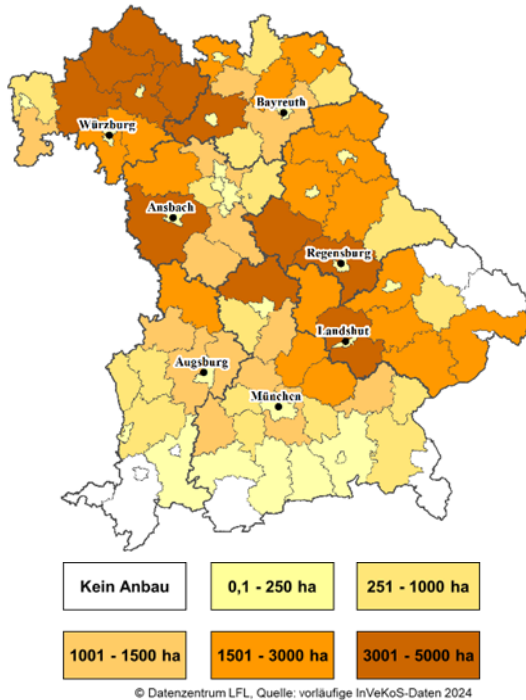 Bayreuth
Würzburg
Ansbach
Regensburg
Landshut
Augsburg
München
Kein Anbau
0,1 - 250 ha
251 - 1000 ha
1001 - 1500 ha
1501 - 3000 ha
3001 - 5000 ha
© Datenzentrum LFL, Quelle: vorläufige InVeKoS-Daten 2024